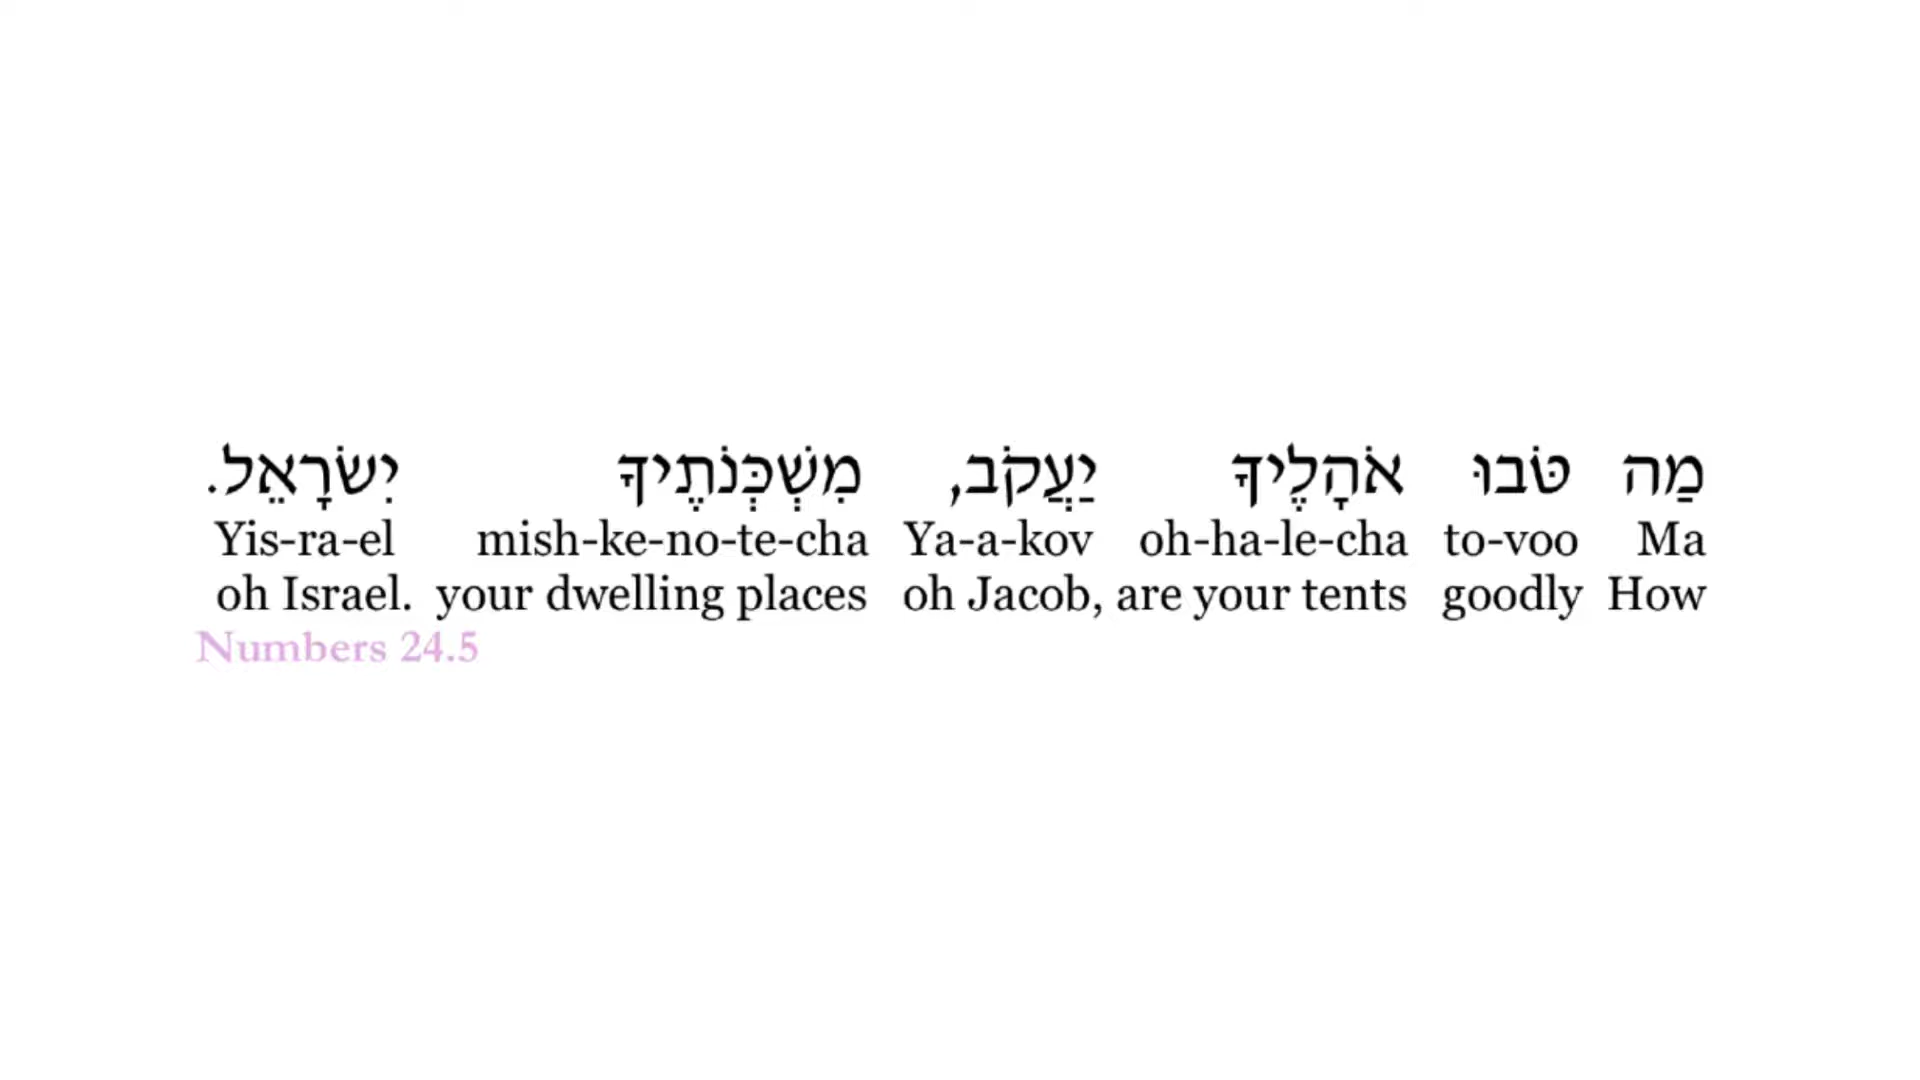 מַה טֹּבוּ אֹהָלֶיךָ יַעֲקֹב, מִשְׁכְּנֹתֶיךָ יִשְׂרָאֵל.
Yis-ra-el mish-ke-no-te-cha Ya-a-kov oh-ha-le-cha to-voo Ma
oh Israel. your dwelling places oh Jacob, are your tents goodly How
Numbers 24.5